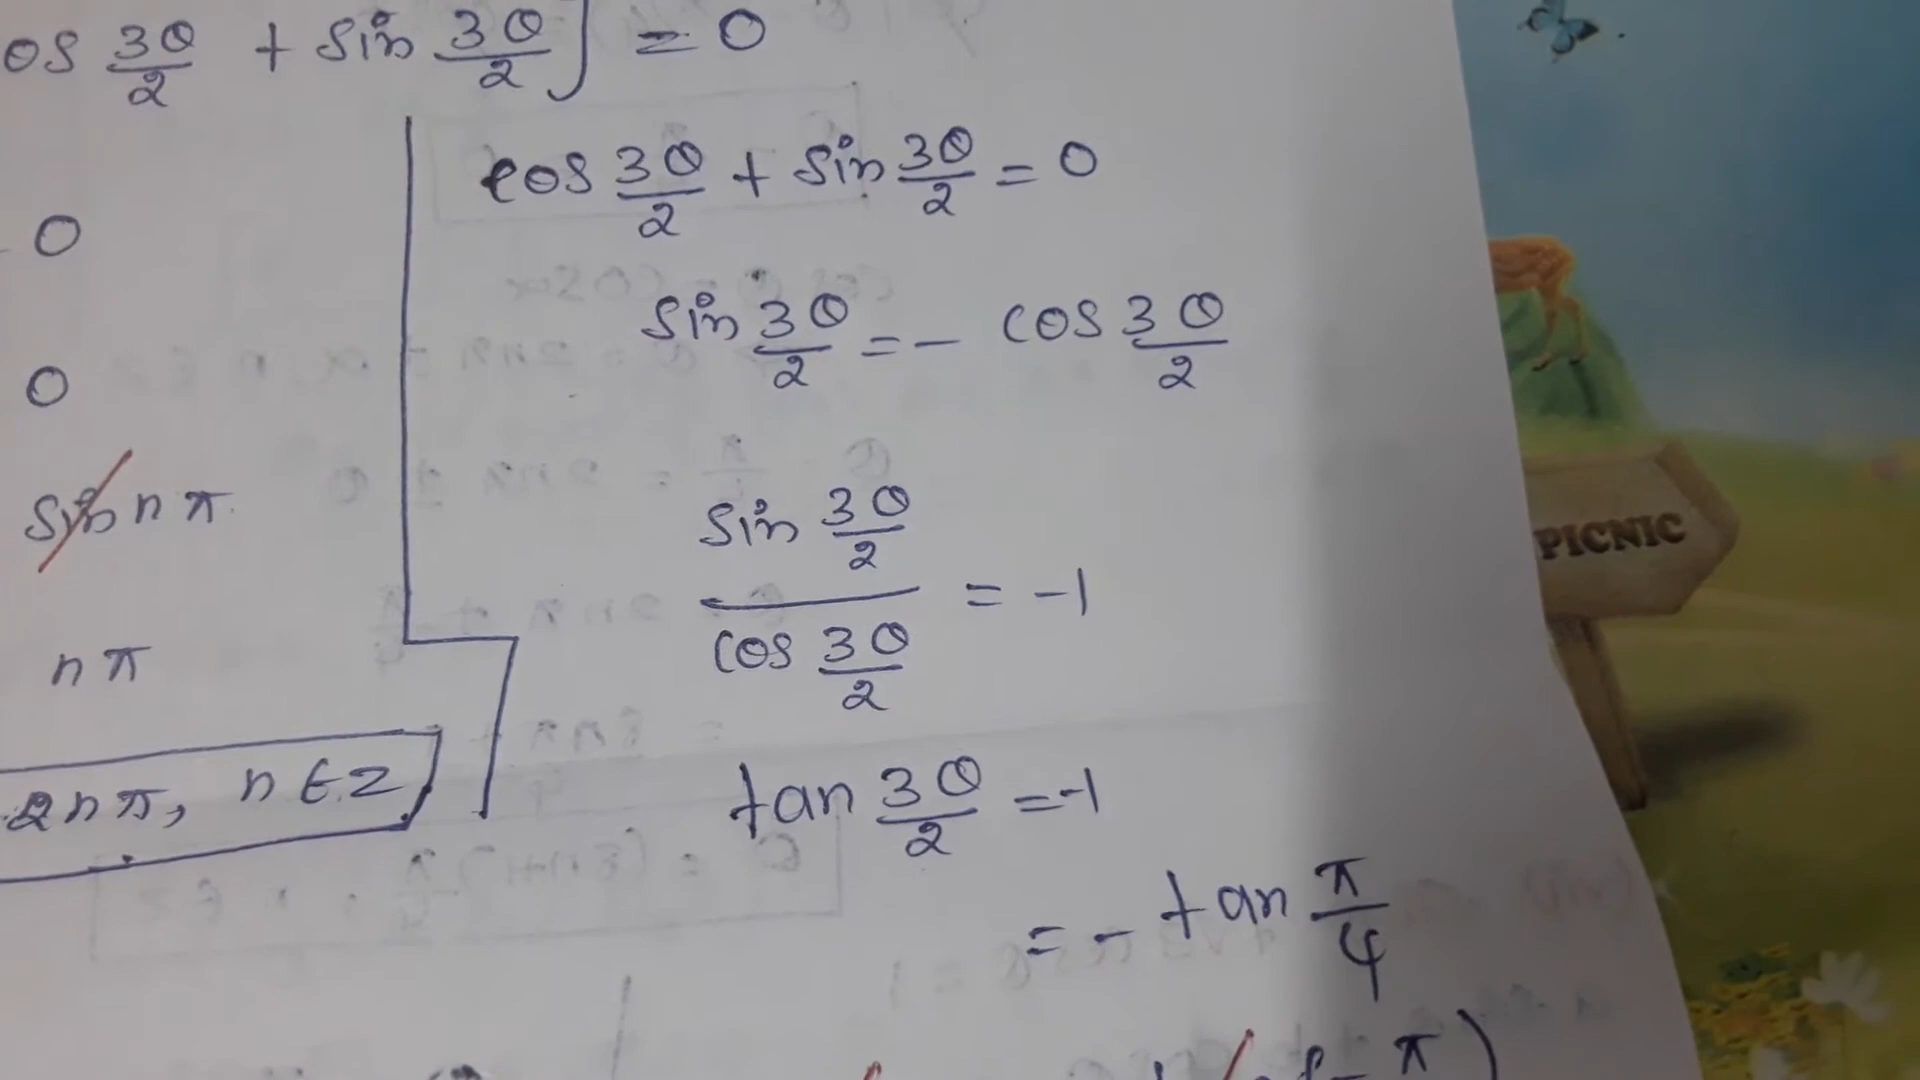 os 3θ/2 + sin 3θ/2] = 0
0
0
sin nπ
nπ
2nπ, n ∈ Z
cos 3θ/2 + sin 3θ/2 = 0
sin 3θ/2 = - cos 3θ/2
sin 3θ/2 / cos 3θ/2 = -1
tan 3θ/2 = -1
= - tan π/4
π)
PICNIC